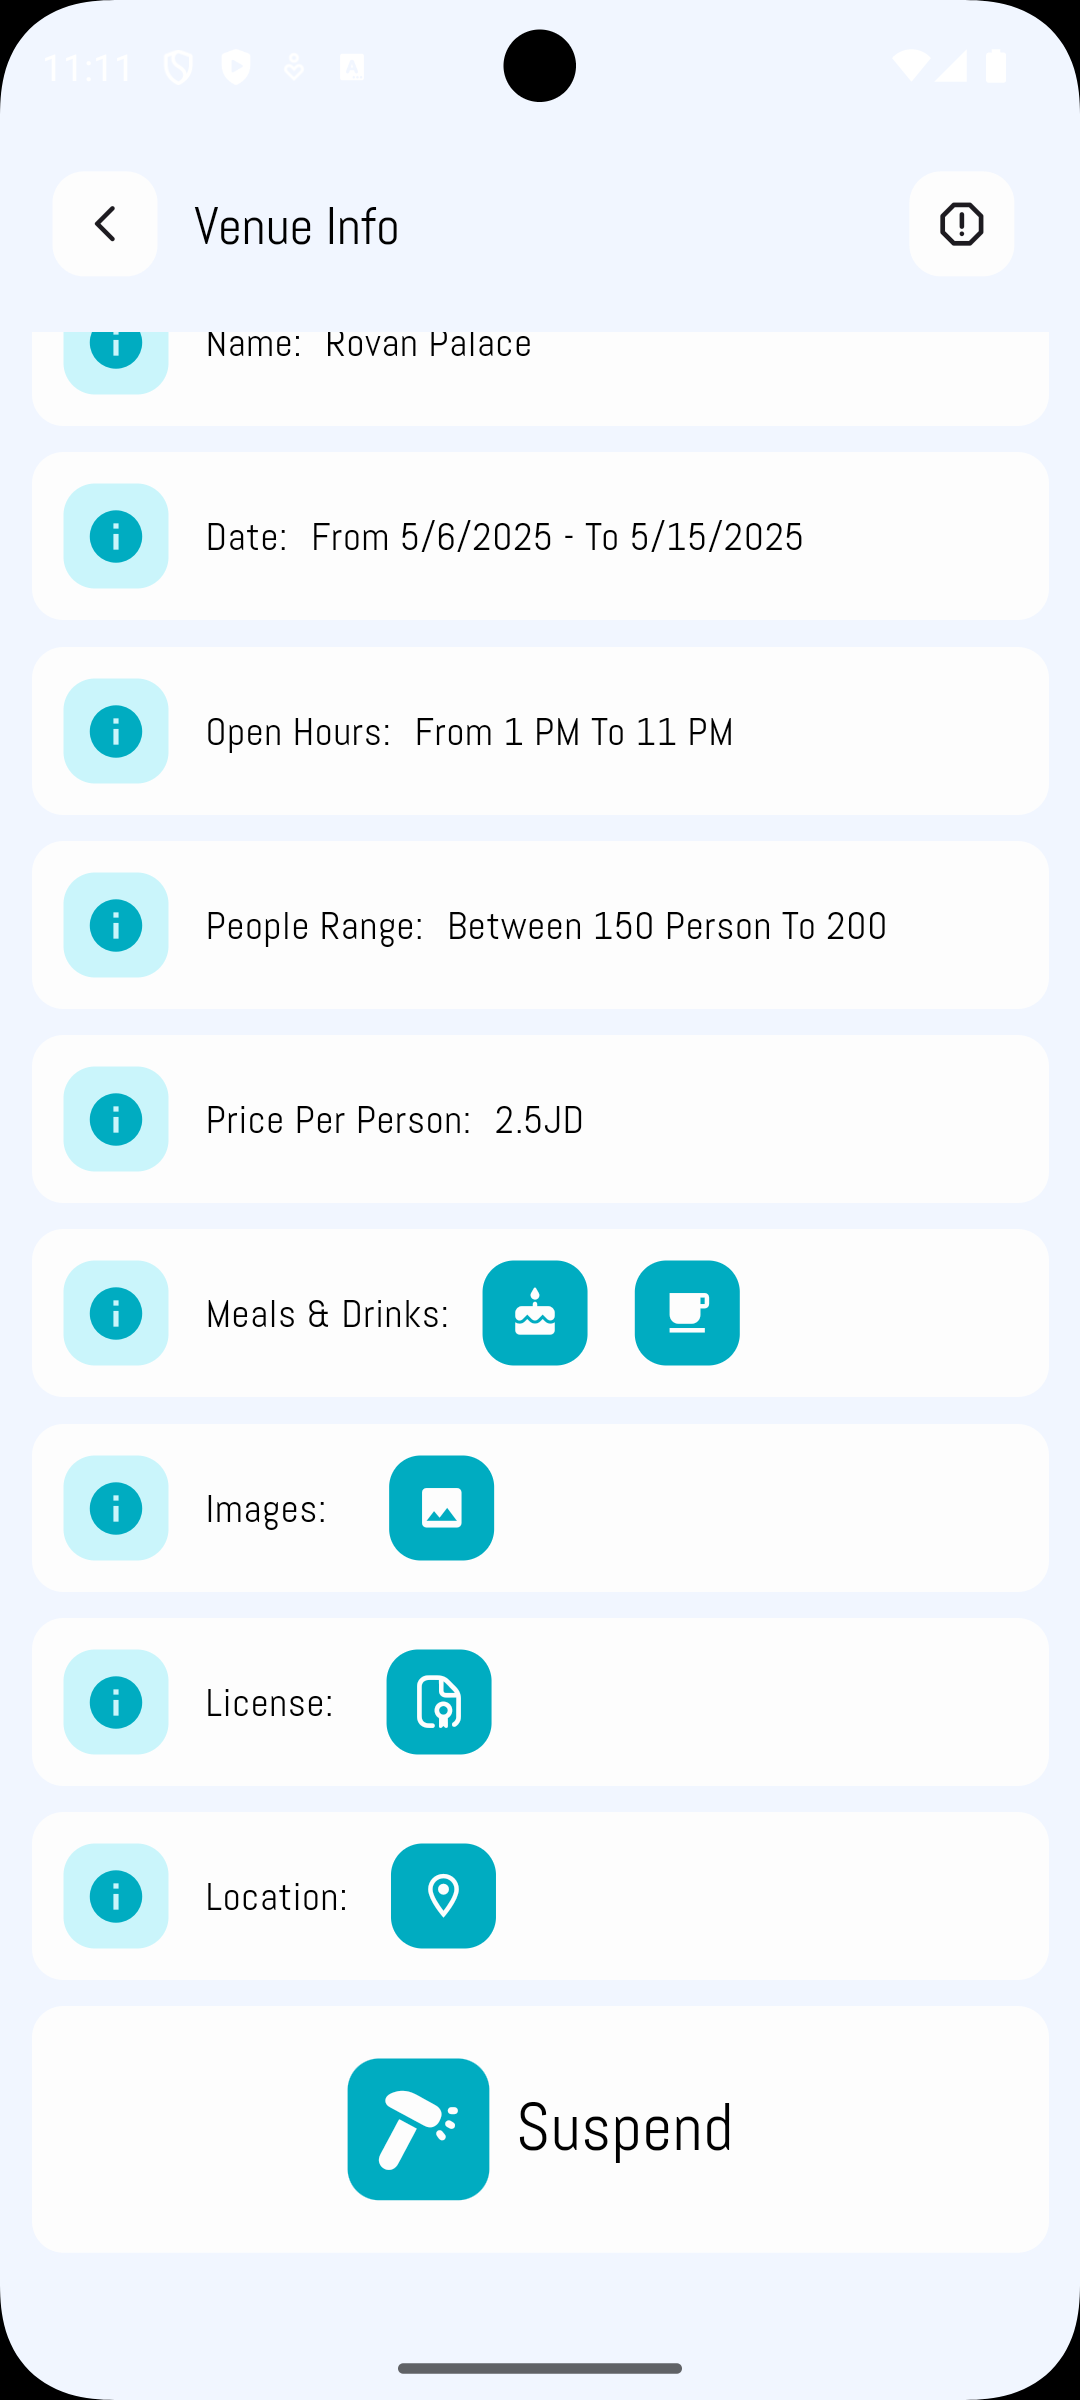 11:11
Venue Info
Name: Rovan Palace
Date: From 5/6/2025 - To 5/15/2025
Open Hours: From 1 PM To 11 PM
People Range: Between 150 Person To 200
Price Per Person: 2.5JD
Meals & Drinks:
Images:
License:
Location:
Suspend